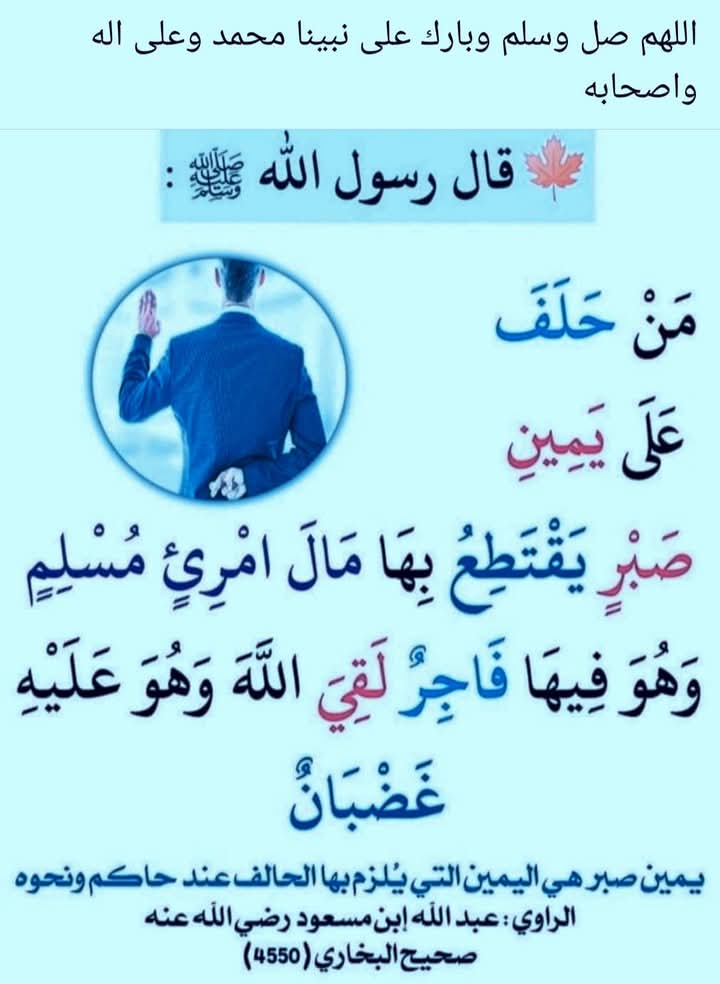 اللهم صل وسلم وبارك على نبينا محمد وعلى اله
واصحابه
قال رسول الله ﷺ :
مَنْ حَلَفَ
عَلَى يَمِينِ
صَبْرٍ يَقْتَطِعُ بِهَا مَالَ امْرِئٍ مُسْلِمٍ
وَهُوَ فِيهَا فَاجِرٌ لَقِيَ اللَّهَ وَهُوَ عَلَيْهِ
غَضْبَانٌ
يمين صبر هي اليمين التي يُلزم بها الحالف عند حاكم ونحوه
الراوي : عبد الله إبن مسعود رضي الله عنه
صحيح البخاري (4550)